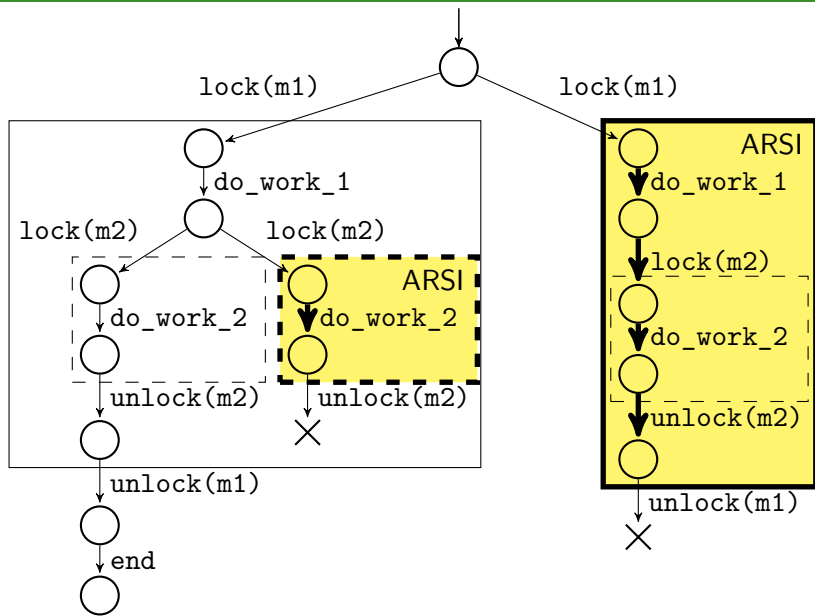 lock(m1)
lock(m1)
ARSI
do_work_1
do_work_1
lock(m2)
lock(m2)
lock(m2)
ARSI
do_work_2
do_work_2
do_work_2
unlock(m2)
unlock(m2)
unlock(m2)
unlock(m1)
unlock(m1)
end